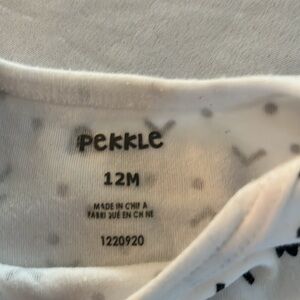 PEKKLE
12M
MADE IN CHINA
FABRIQUÉ EN CHINE
1220920